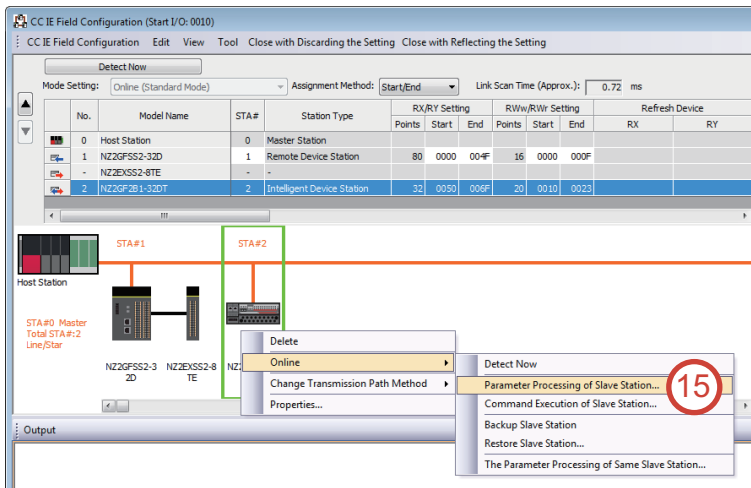 CC IE Field Configuration (Start I/O: 0010)
CC IE Field Configuration Edit View Tool Close with Discarding the Setting Close with Reflecting the Setting
Detect Now
Mode Setting: Online (Standard Mode) Assignment Method: Start/End Link Scan Time (Approx.): 0.72 ms
No. Model Name STA# Station Type RX/RY Setting RWw/RWr Setting Refresh Device
Points Start End Points Start End RX RY
0 Host Station 0 Master Station
1 NZ2GFSS2-32D 1 Remote Device Station 80 0000 004F 16 0000 000F
- NZ2EXSS2-8TE - -
2 NZ2GF2B1-32DT 2 Intelligent Device Station 32 0050 006F 20 0010 0023
STA#1 STA#2
Host Station
STA#0 Master
Total STA#:2
Line/Star
NZ2GFSS2-3
2D
NZ2EXSS2-8
TE
Delete
Online
Change Transmission Path Method
Properties...
Detect Now
Parameter Processing of Slave Station...
15
Command Execution of Slave Station...
Backup Slave Station
Restore Slave Station...
The Parameter Processing of Same Slave Station...
Output